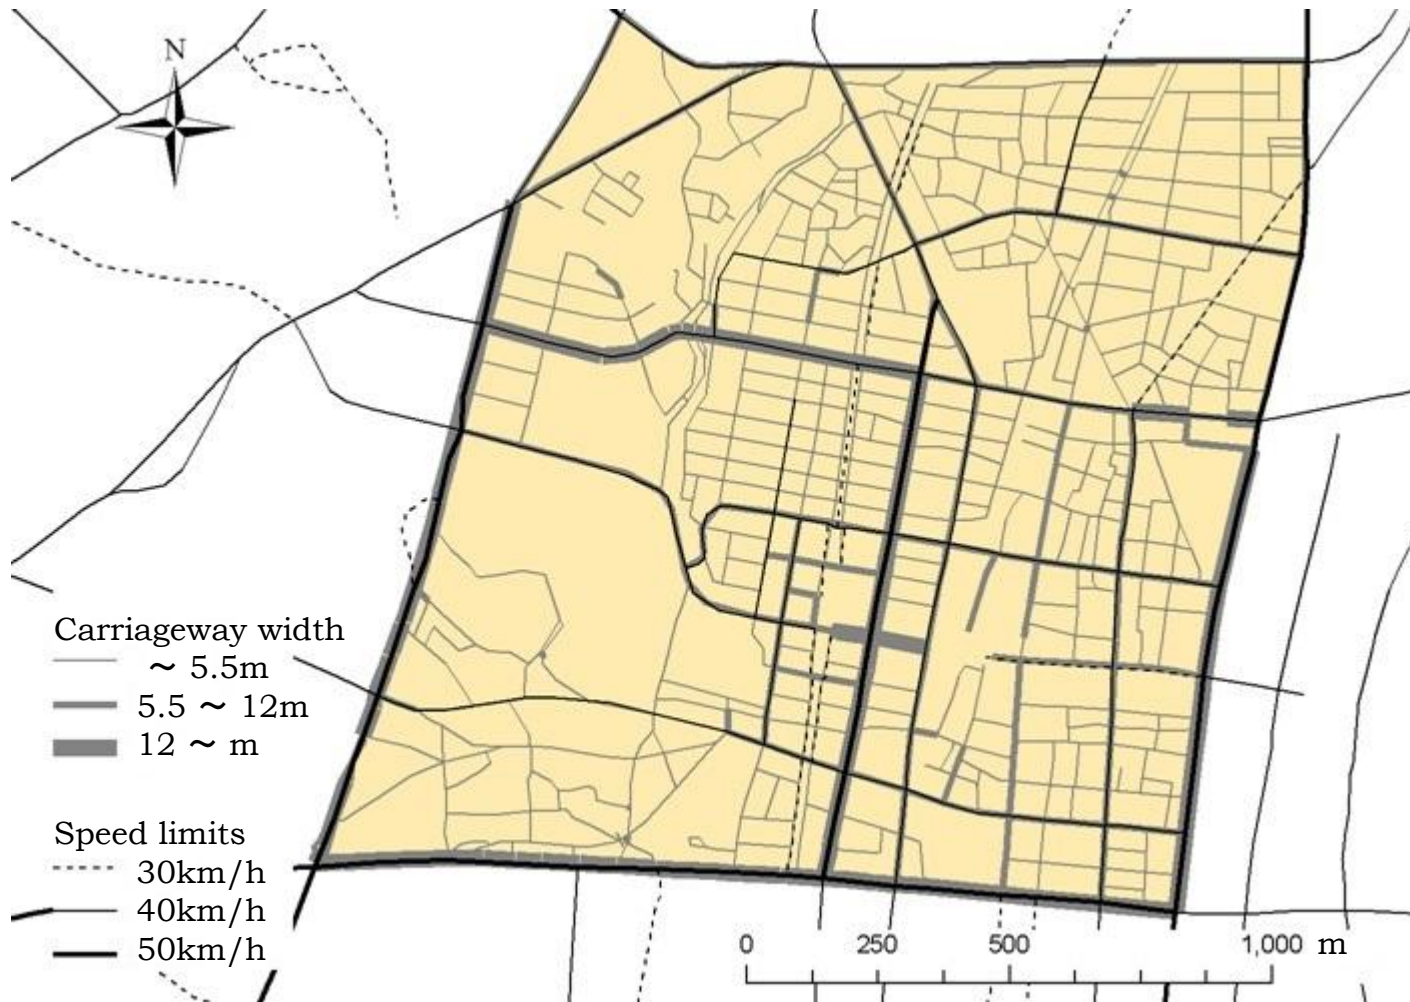 N
Carriageway width
～ 5.5m
5.5 ～ 12m
12 ～ m
Speed limits
30km/h
40km/h
50km/h
0 250 500 1,000 m